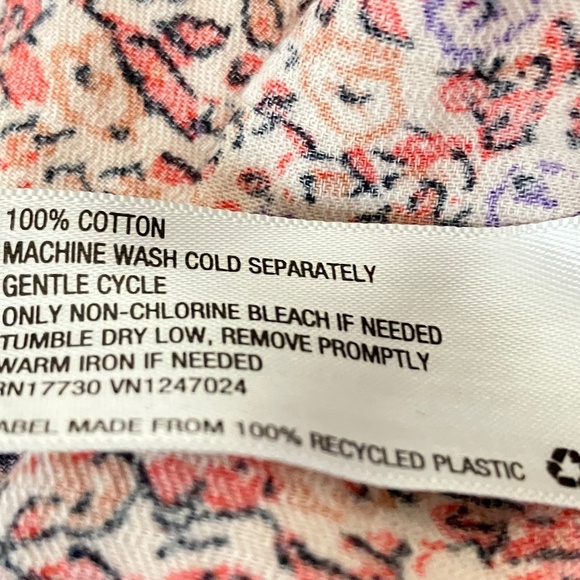 100% COTTON
MACHINE WASH COLD SEPARATELY
GENTLE CYCLE
ONLY NON-CHLORINE BLEACH IF NEEDED
TUMBLE DRY LOW, REMOVE PROMPTLY
WARM IRON IF NEEDED
RN17730 VN1247024
ABEL MADE FROM 100% RECYCLED PLASTIC